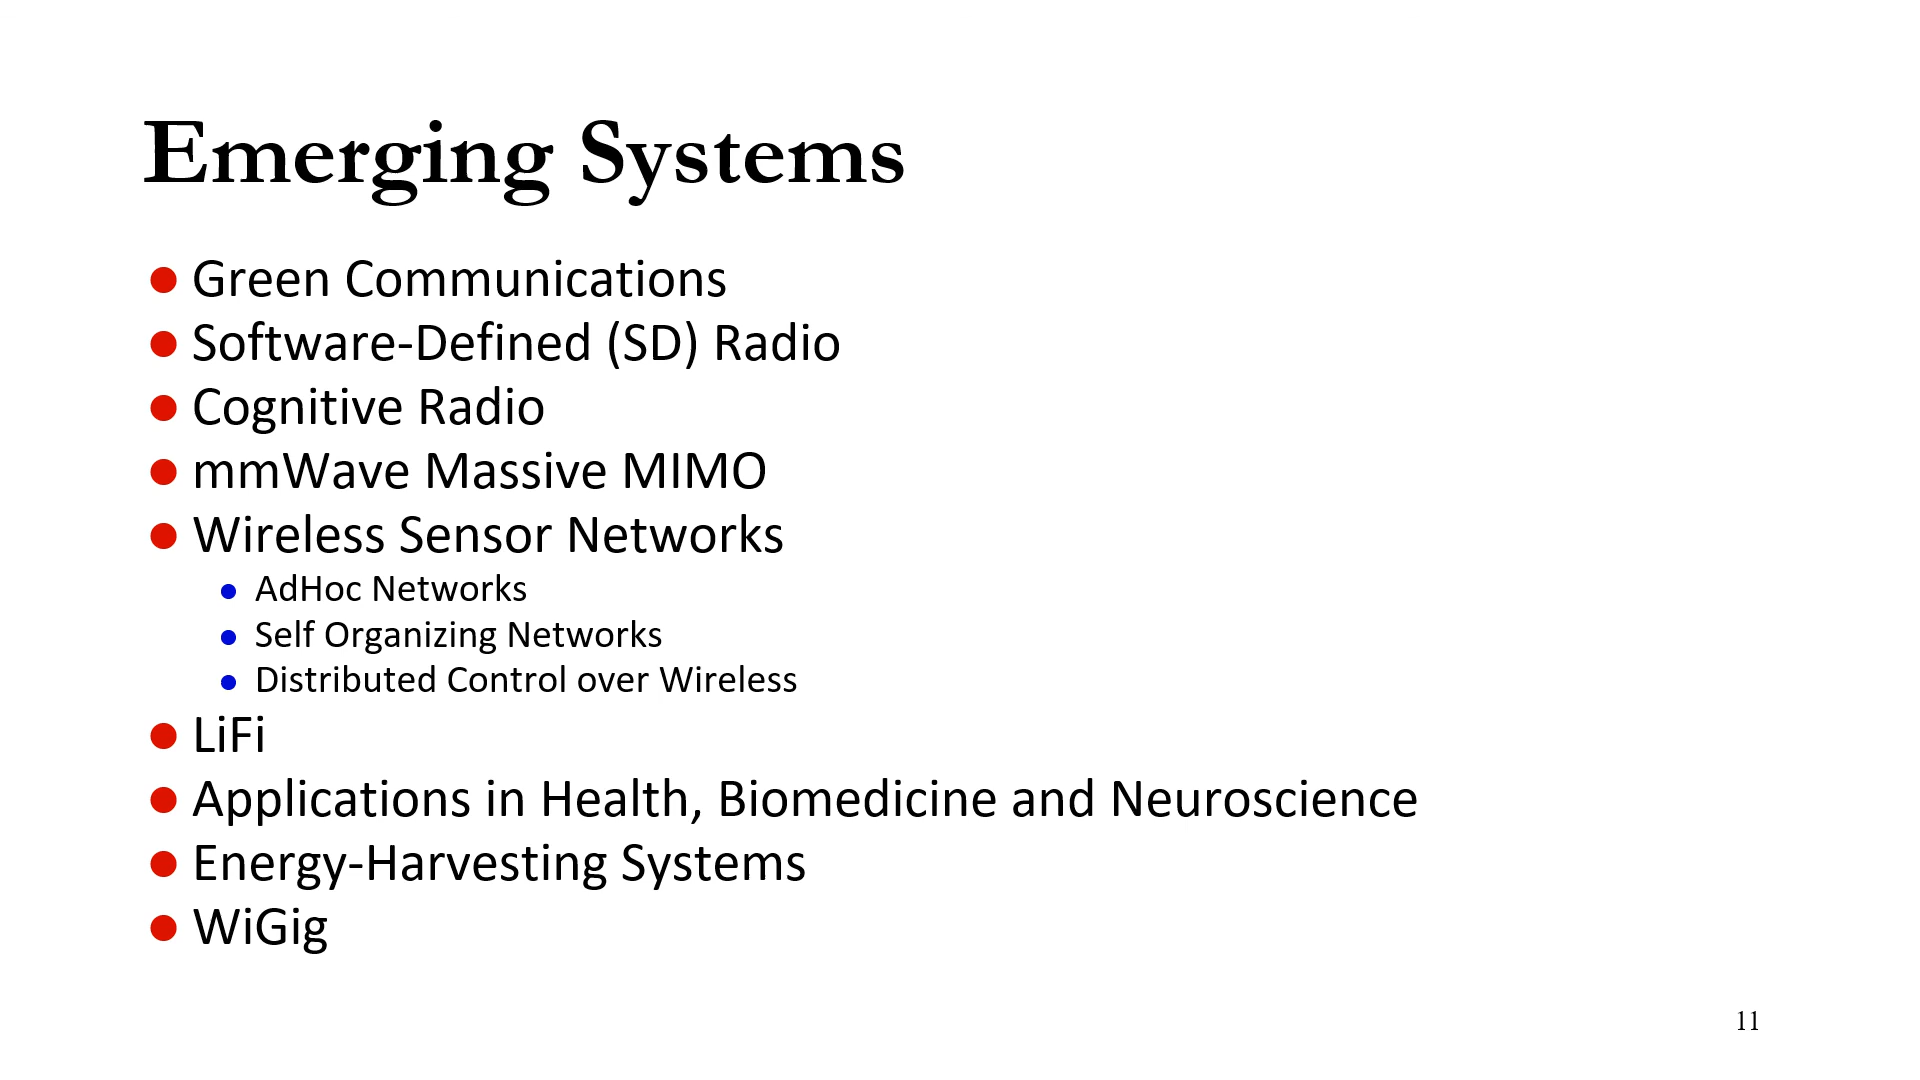 Emerging Systems
Green Communications
Software-Defined (SD) Radio
Cognitive Radio
mmWave Massive MIMO
Wireless Sensor Networks
AdHoc Networks
Self Organizing Networks
Distributed Control over Wireless
LiFi
Applications in Health, Biomedicine and Neuroscience
Energy-Harvesting Systems
WiGig
11